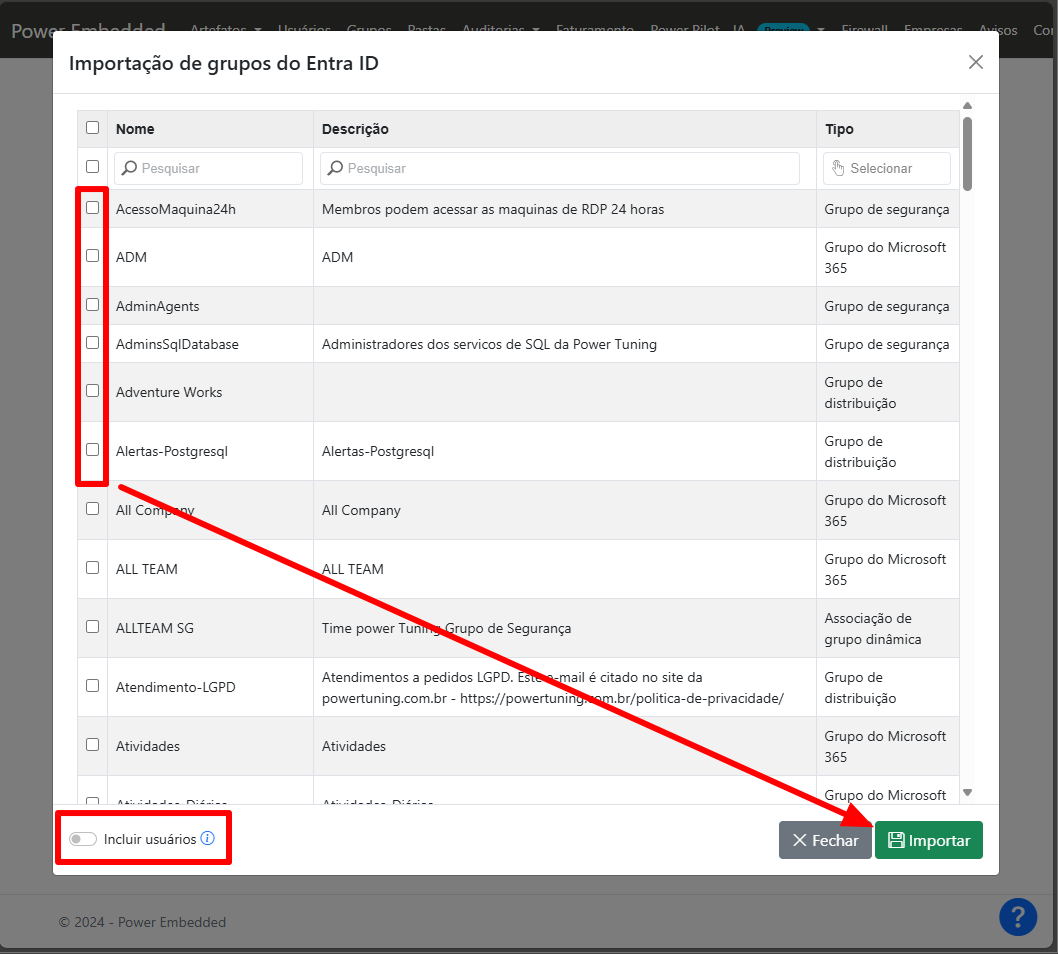 Power Embedded Artefatos Usuários Grupos Pastas Auditorias Faturamento Power Pilot IA Preview Firewall Empresas Avisos
Importação de grupos do Entra ID
Nome Descrição Tipo
Pesquisar Pesquisar Selecionar
AcessoMaquina24h Membros podem acessar as maquinas de RDP 24 horas Grupo de segurança
ADM ADM Grupo do Microsoft
365
AdminAgents Grupo de segurança
AdminsSqlDatabase Administradores dos servicos de SQL da Power Tuning Grupo de segurança
Adventure Works Grupo de
distribuição
Alertas-Postgresql Alertas-Postgresql Grupo de
distribuição
All Company All Company Grupo do Microsoft
365
ALL TEAM ALL TEAM Grupo do Microsoft
365
ALLTEAM SG Time power Tuning Grupo de Segurança Associação de
grupo dinâmica
Atendimento-LGPD Atendimentos a pedidos LGPD. Este e-mail é citado no site da
powertuning.com.br - https://powertuning.com.br/politica-de-privacidade/
Grupo de
distribuição
Atividades Atividades Grupo do Microsoft
365
Atividades Diárias Atividades Diárias Grupo do Microsoft
Incluir usuários
Fechar Importar
© 2024 - Power Embedded
?